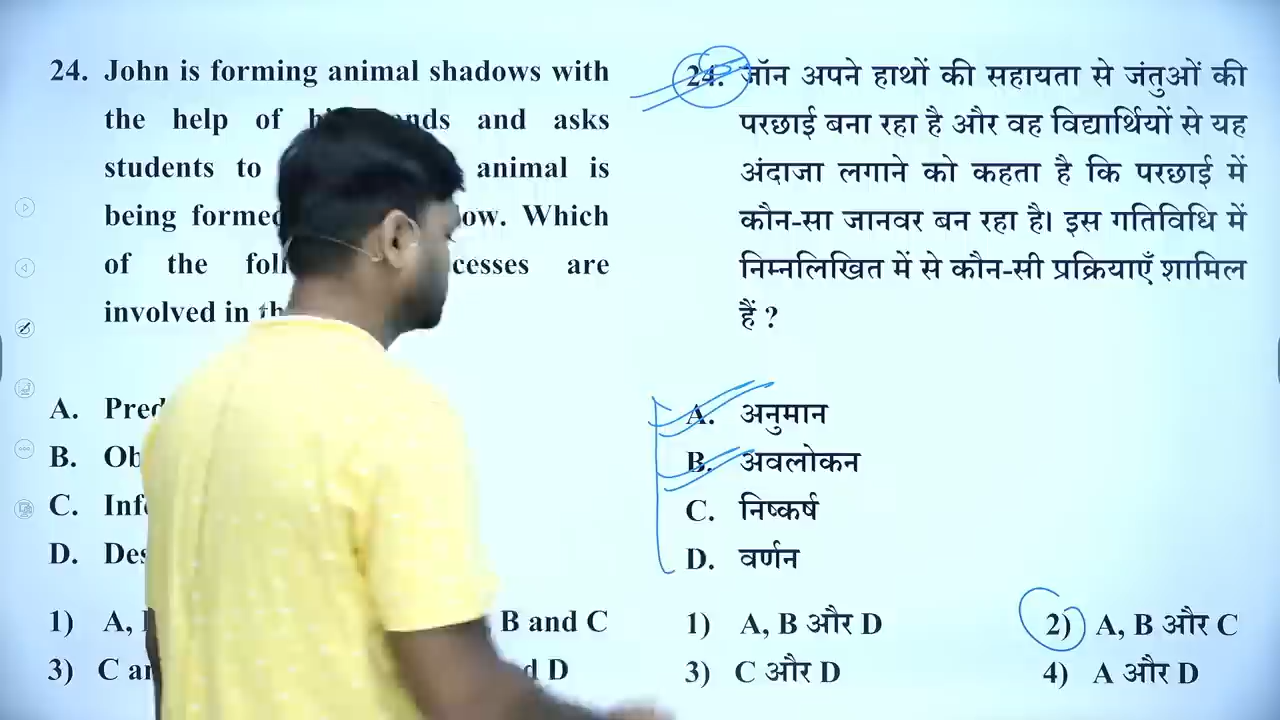 24. John is forming animal shadows with
the help of ands and asks
students to animal is
being formed ow. Which
of the foll cesses are
involved in th
A. Pred
B. Ob
C. Infe
D. Des
1) A, B and C
3) C an d D
24. जॉन अपने हाथों की सहायता से जंतुओं की
परछाई बना रहा है और वह विद्यार्थियों से यह
अंदाजा लगाने को कहता है कि परछाई में
कौन-सा जानवर बन रहा है। इस गतिविधि में
निम्नलिखित में से कौन-सी प्रक्रियाएँ शामिल
हैं ?
A. अनुमान
B. अवलोकन
C. निष्कर्ष
D. वर्णन
1) A, B और D 2) A, B और C
3) C और D 4) A और D